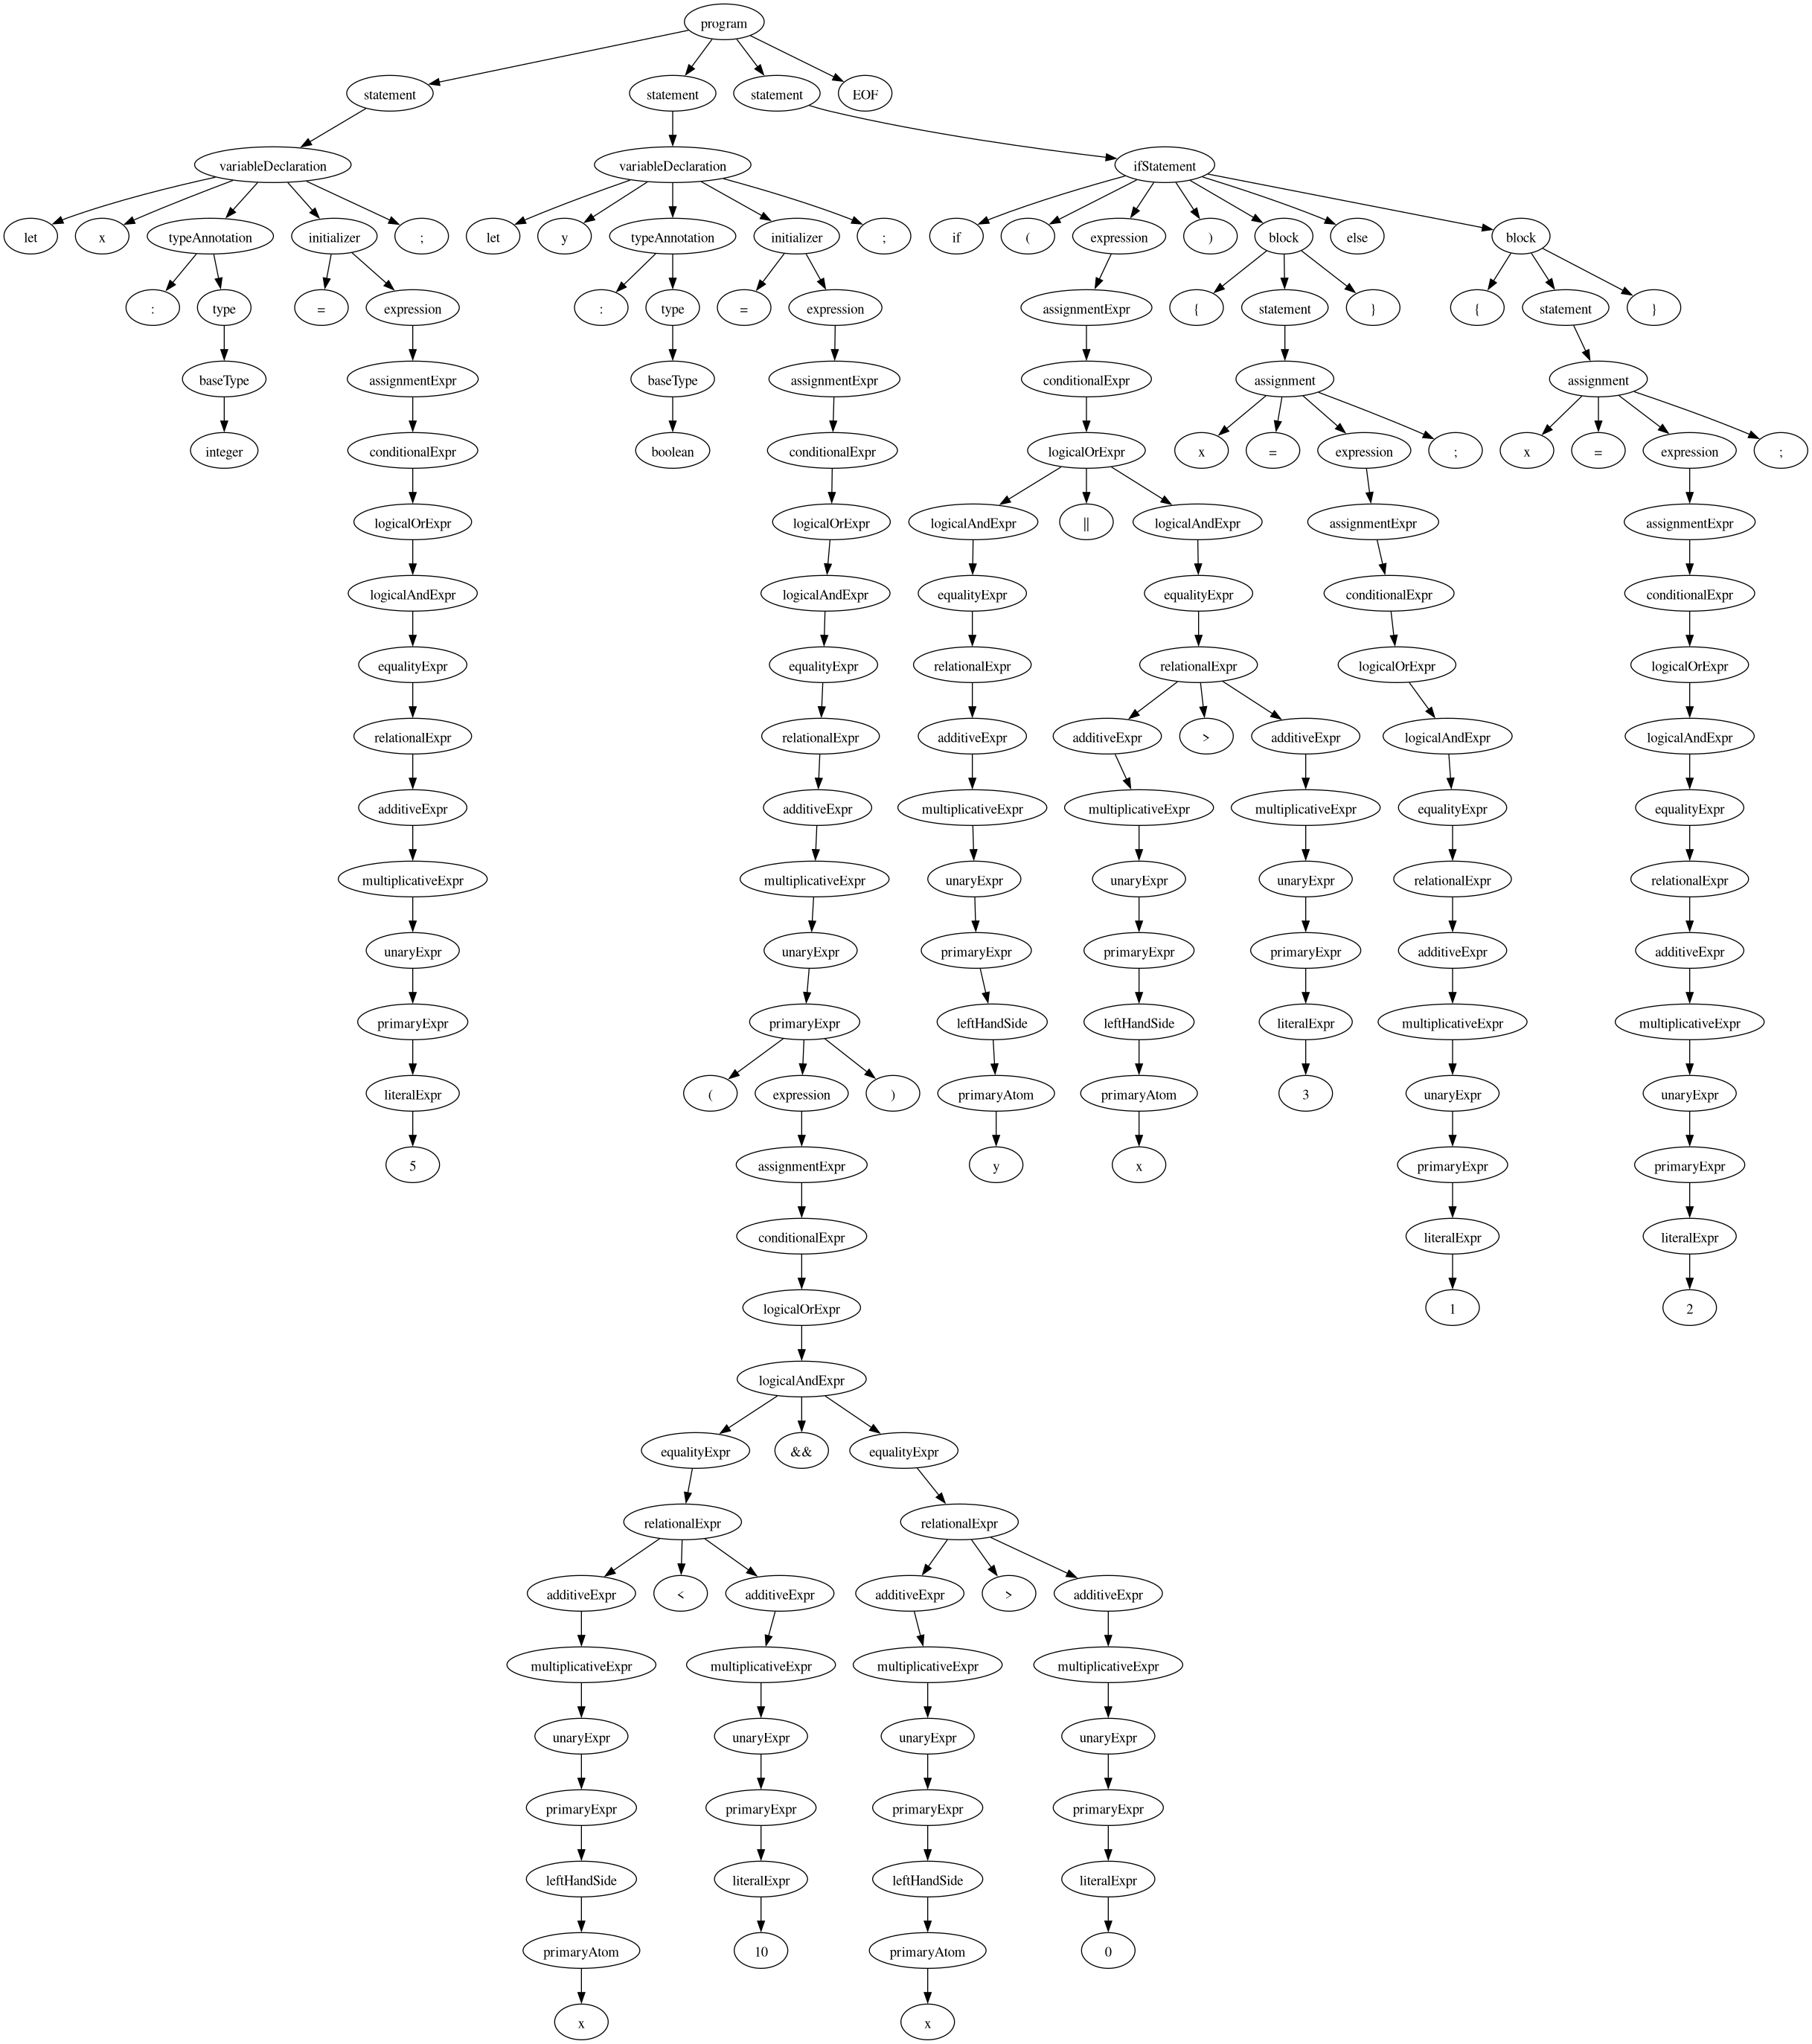 program
statement statement statement EOF
variableDeclaration variableDeclaration ifStatement
let x typeAnnotation initializer ; let y typeAnnotation initializer ; if ( expression ) block else block
: type = expression : type = expression assignmentExpr { statement } { statement }
baseType assignmentExpr baseType assignmentExpr conditionalExpr assignment assignment
integer conditionalExpr boolean conditionalExpr logicalOrExpr x = expression ; x = expression ;
logicalOrExpr logicalOrExpr logicalAndExpr || logicalAndExpr assignmentExpr assignmentExpr
logicalAndExpr logicalAndExpr equalityExpr equalityExpr conditionalExpr conditionalExpr
equalityExpr equalityExpr relationalExpr relationalExpr logicalOrExpr logicalOrExpr
relationalExpr relationalExpr additiveExpr additiveExpr > additiveExpr logicalAndExpr logicalAndExpr
additiveExpr additiveExpr multiplicativeExpr multiplicativeExpr multiplicativeExpr equalityExpr equalityExpr
multiplicativeExpr multiplicativeExpr unaryExpr unaryExpr unaryExpr relationalExpr relationalExpr
unaryExpr unaryExpr primaryExpr primaryExpr primaryExpr additiveExpr additiveExpr
primaryExpr primaryExpr leftHandSide leftHandSide literalExpr multiplicativeExpr multiplicativeExpr
literalExpr ( expression ) primaryAtom primaryAtom 3 unaryExpr unaryExpr
5 assignmentExpr y x primaryExpr primaryExpr
conditionalExpr literalExpr literalExpr
logicalOrExpr 1 2
logicalAndExpr
equalityExpr && equalityExpr
relationalExpr relationalExpr
additiveExpr < additiveExpr additiveExpr > additiveExpr
multiplicativeExpr multiplicativeExpr multiplicativeExpr multiplicativeExpr
unaryExpr unaryExpr unaryExpr unaryExpr
primaryExpr primaryExpr primaryExpr primaryExpr
leftHandSide literalExpr leftHandSide literalExpr
primaryAtom 10 primaryAtom 0
x x